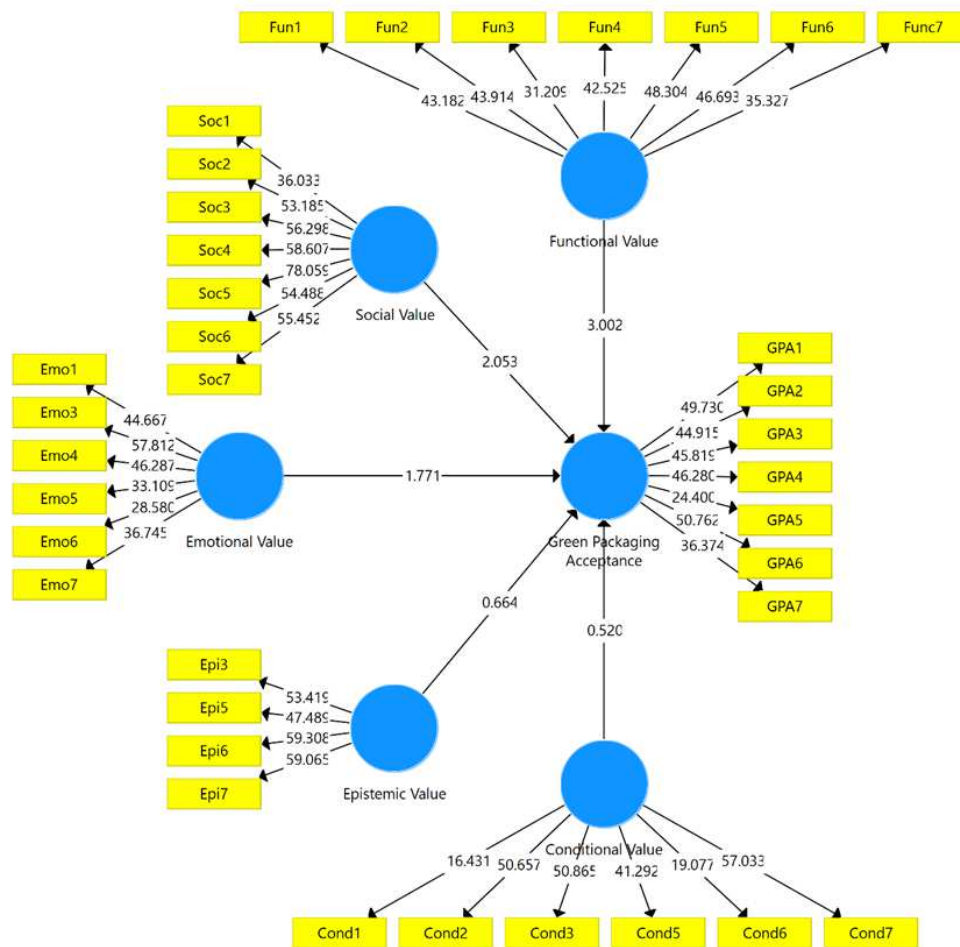 Fun1
Fun2
Fun3
Fun4
Fun5
Fun6
Func7
43.182
43.914
31.209
42.525
48.304
46.693
35.327
Functional Value
Soc1
Soc2
Soc3
Soc4
Soc5
Soc6
Soc7
36.033
53.185
56.298
58.607
78.059
54.488
55.452
Social Value
3.002
2.053
Emo1
Emo3
Emo4
Emo5
Emo6
Emo7
44.667
57.812
46.287
33.109
28.580
36.745
Emotional Value
1.771
Green Packaging
Acceptance
GPA1
GPA2
GPA3
GPA4
GPA5
GPA6
GPA7
49.730
44.915
45.819
46.280
24.400
50.762
36.374
0.664
0.520
Epi3
Epi5
Epi6
Epi7
53.419
47.489
59.308
59.065
Epistemic Value
Conditional Value
16.431
50.657
50.865
41.292
19.077
57.033
Cond1
Cond2
Cond3
Cond5
Cond6
Cond7